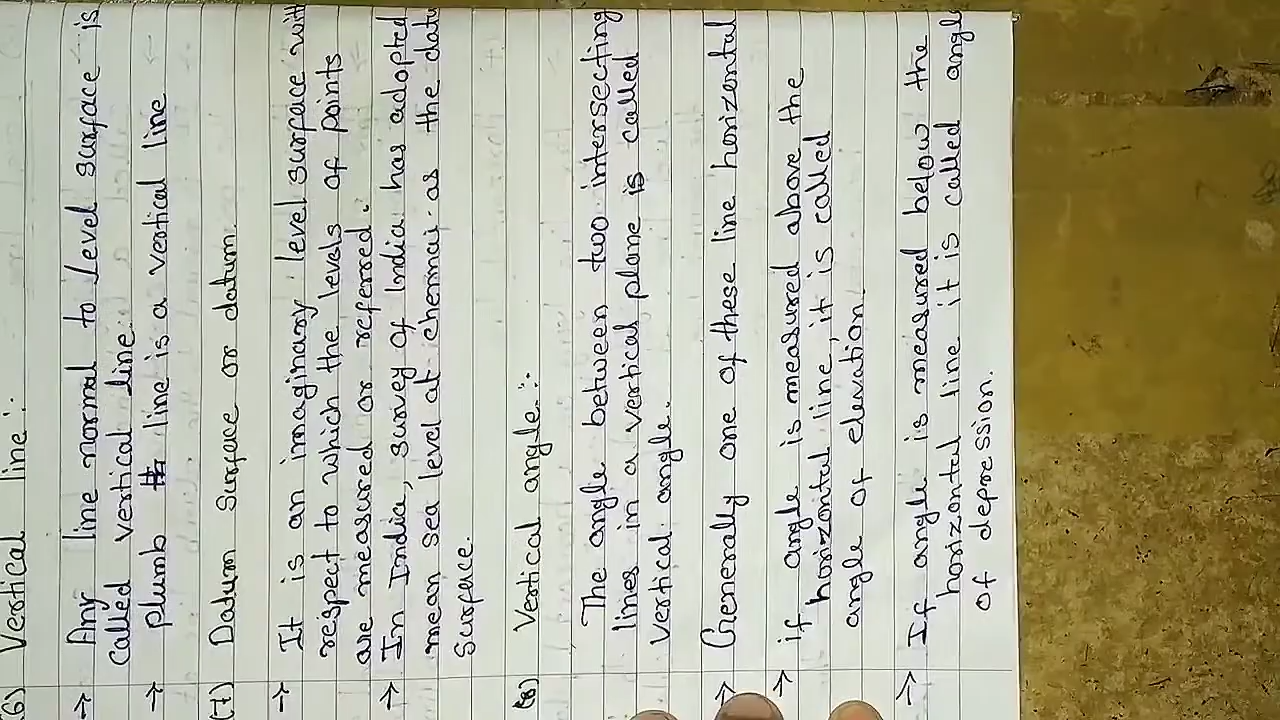 (6) Vertical line :-
→ Any line normal to Level surface is
called vertical line.
→ plumb line is a vertical line
(7) Datum surface or datum.
→ It is an imaginary level surface with
respect to which the levels of points
are measured or referred.
→ In India, survey of India has adopted
mean sea level at chennai as the datu
surface.
(8) Vertical angle :-
The angle between two intersecting
lines in a vertical plane is called
vertical angle.
→ Generally one of these line horizontal
→ if angle is measured above the
horizontal line, it is called
angle of elevation.
→ If angle is measured below the
horizontal line it is called angle
of depression.